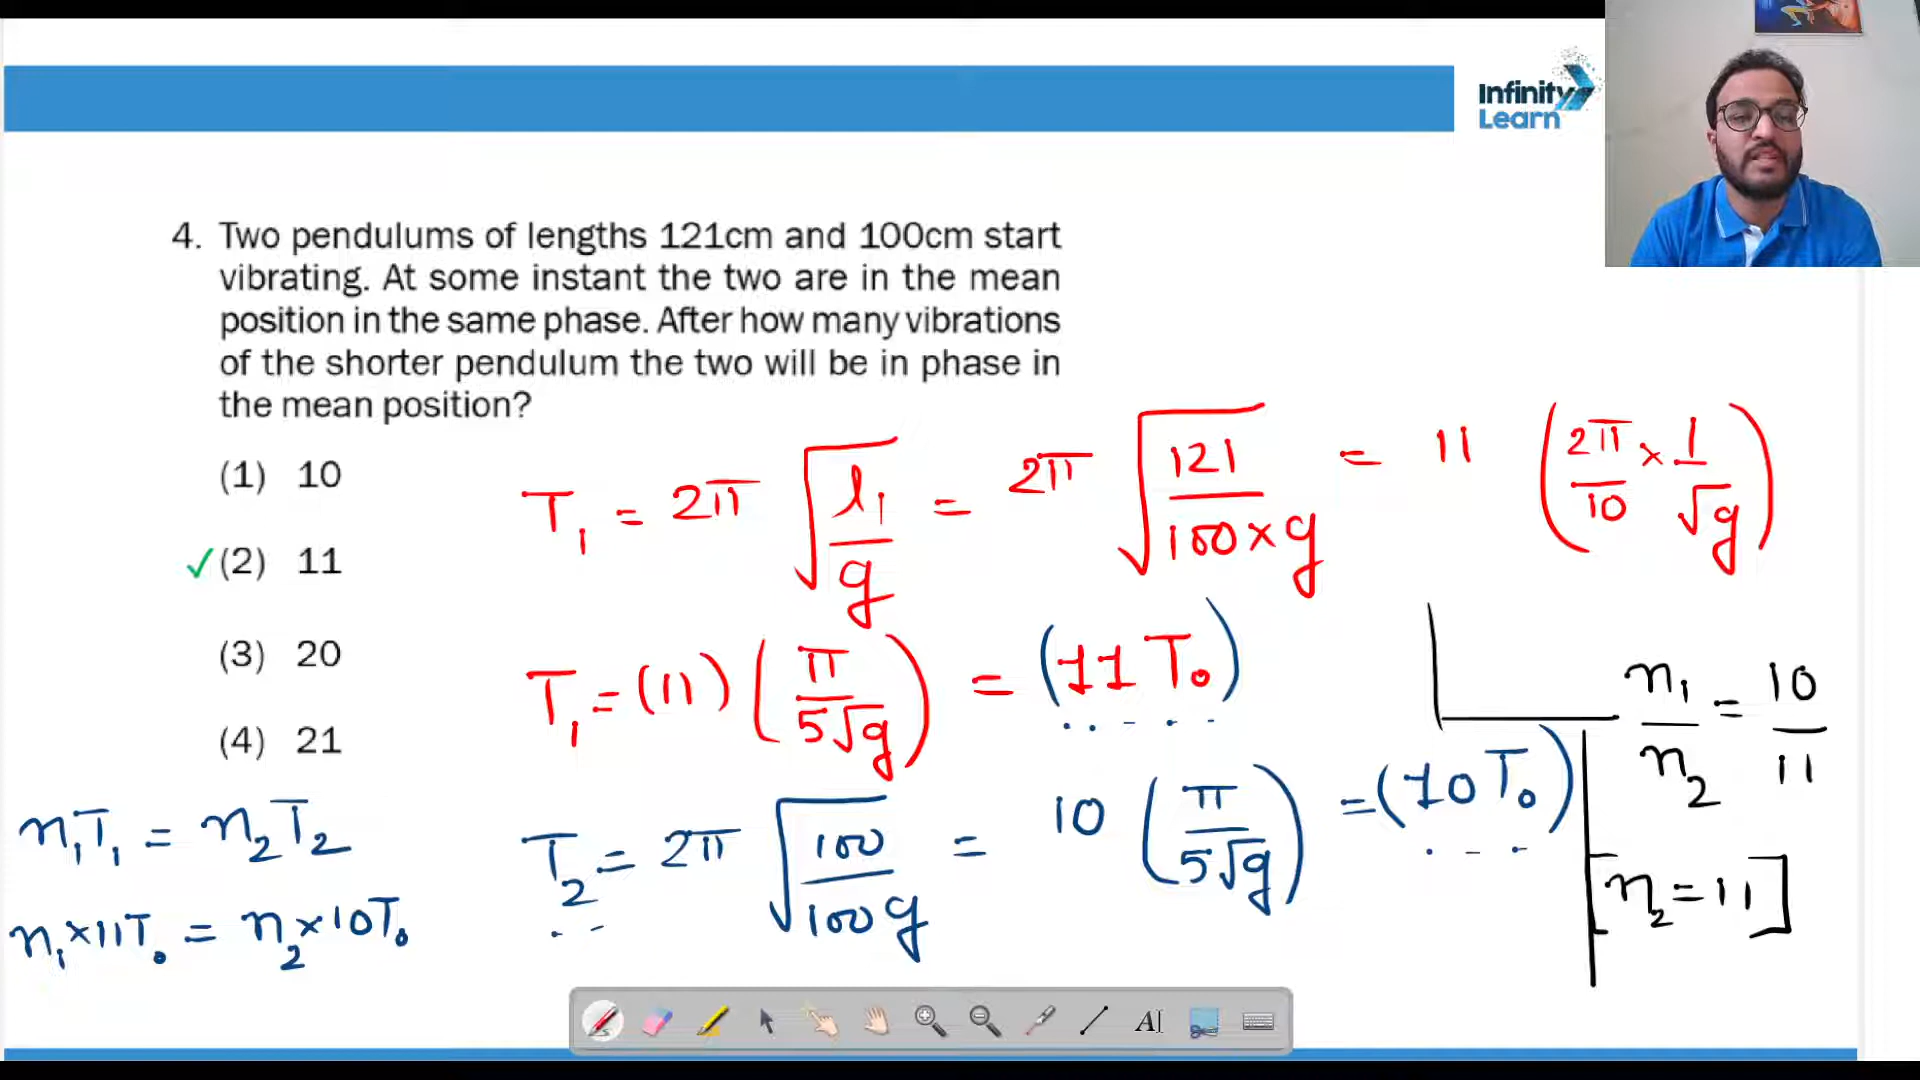 Infinity
Learn
4. Two pendulums of lengths 121cm and 100cm start
vibrating. At some instant the two are in the mean
position in the same phase. After how many vibrations
of the shorter pendulum the two will be in phase in
the mean position?
(1) 10
✓(2) 11
(3) 20
(4) 21
T₁ = 2π √(l₁/g) = 2π √(121/(100×g)) = 11 (2π/10 × 1/√g)
T₁ = (11) (π/(5√g)) = (11 T₀)
T₂ = 2π √(100/(100g)) = 10 (π/(5√g)) = (10 T₀)
n₁T₁ = n₂T₂
n₁×11T₀ = n₂×10T₀
n₁/n₂ = 10/11
[n₂ = 11]
A